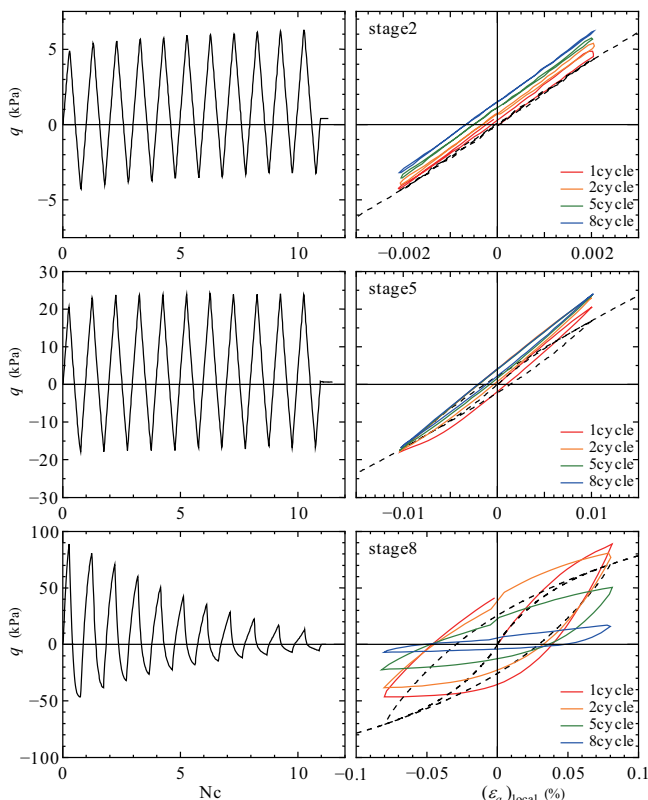 5
0
−5
q (kPa)
0
5
10
stage2
1cycle
2cycle
5cycle
8cycle
−0.002
0
0.002
30
20
10
0
−10
−20
−30
q (kPa)
0
5
10
stage5
1cycle
2cycle
5cycle
8cycle
−0.01
0
0.01
100
50
0
−50
−100
q (kPa)
0
5
10
Nc
stage8
1cycle
2cycle
5cycle
8cycle
−0.1
−0.05
0
0.05
0.1
(εa)local (%)